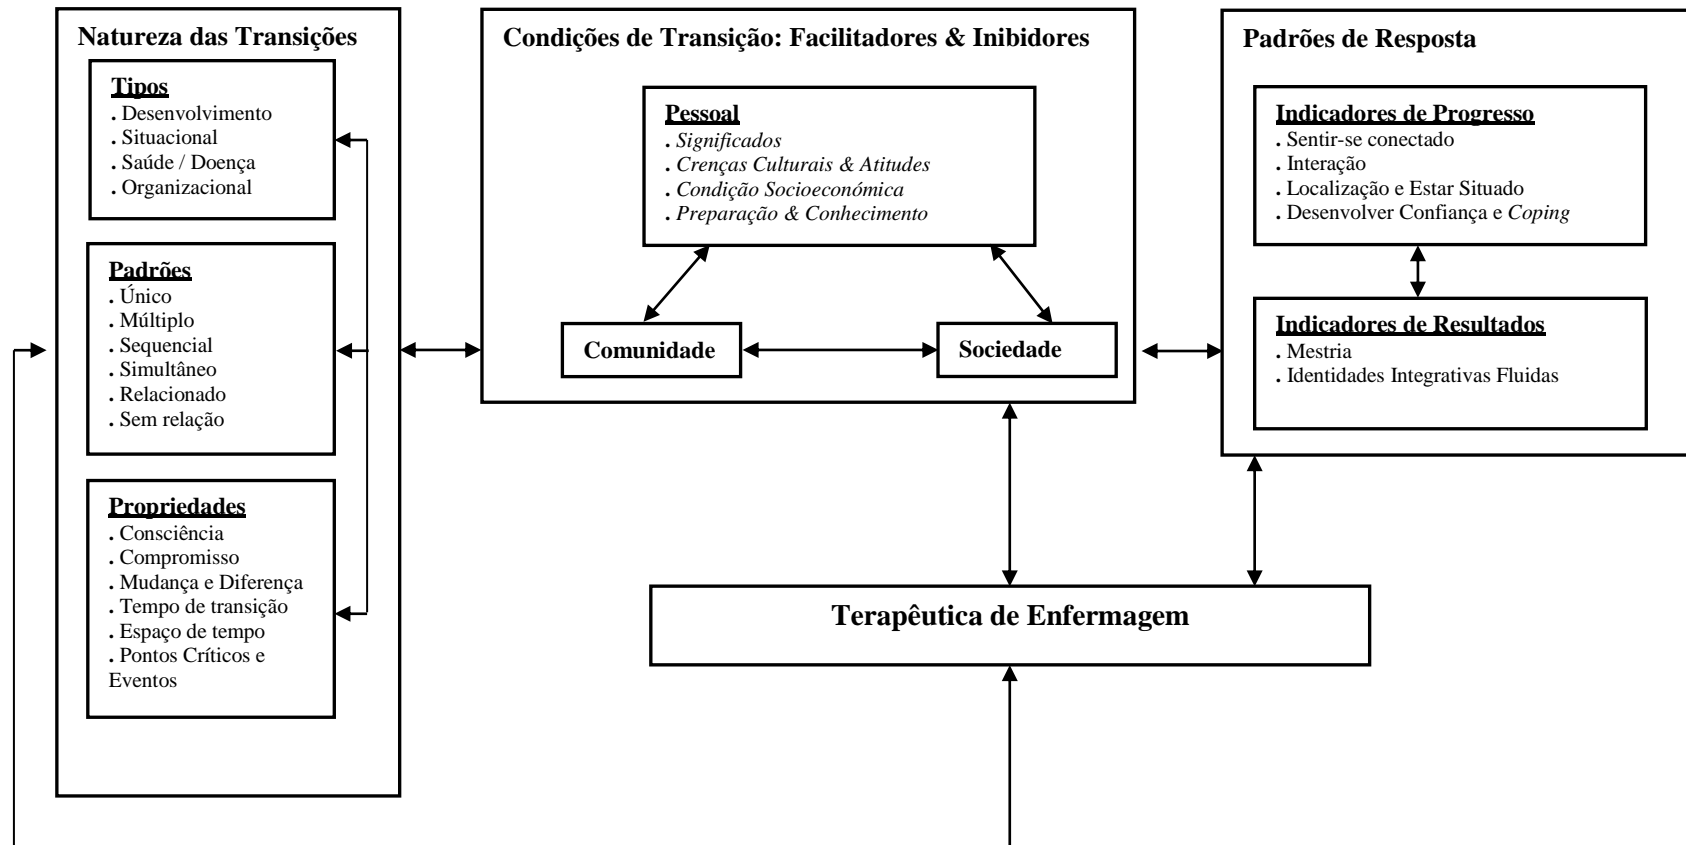 Natureza das Transições
Tipos
. Desenvolvimento
. Situacional
. Saúde / Doença
. Organizacional
Padrões
. Único
. Múltiplo
. Sequencial
. Simultâneo
. Relacionado
. Sem relação
Propriedades
. Consciência
. Compromisso
. Mudança e Diferença
. Tempo de transição
. Espaço de tempo
. Pontos Críticos e
Eventos
Condições de Transição: Facilitadores & Inibidores
Pessoal
. Significados
. Crenças Culturais & Atitudes
. Condição Socioeconómica
. Preparação & Conhecimento
Comunidade
Sociedade
Padrões de Resposta
Indicadores de Progresso
. Sentir-se conectado
. Interação
. Localização e Estar Situado
. Desenvolver Confiança e Coping
Indicadores de Resultados
. Mestria
. Identidades Integrativas Fluidas
Terapêutica de Enfermagem